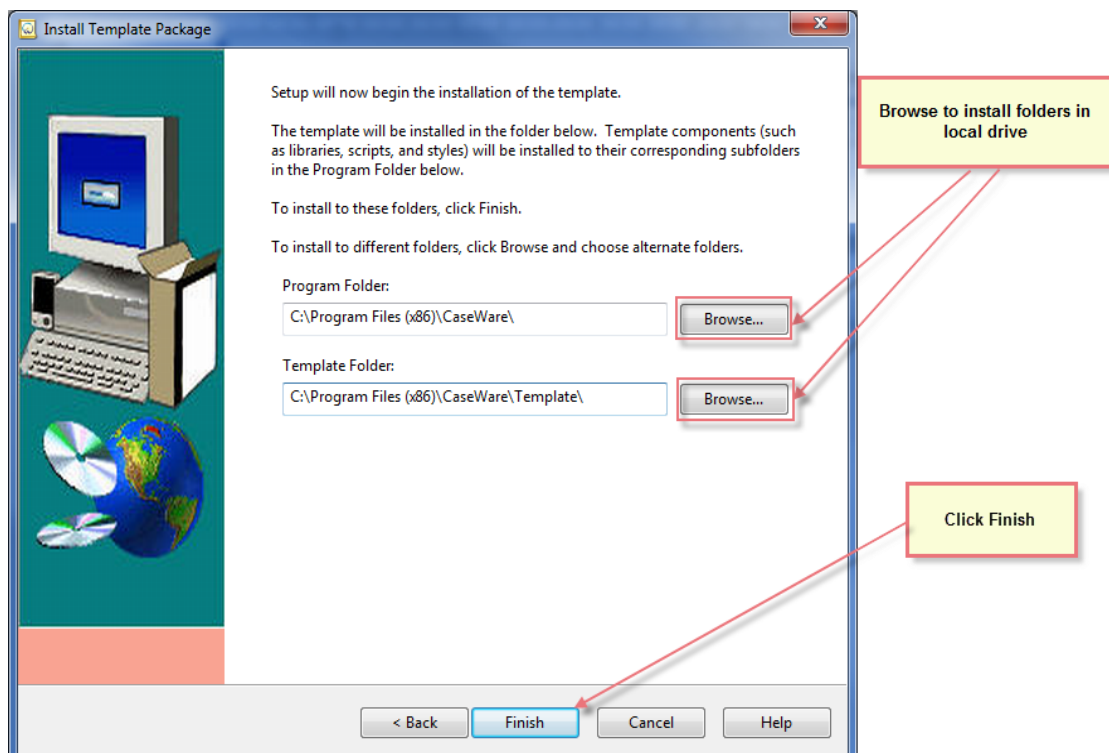 Install Template Package
Setup will now begin the installation of the template.
The template will be installed in the folder below.  Template components (such
as libraries, scripts, and styles) will be installed to their corresponding subfolders
in the Program Folder below.
To install to these folders, click Finish.
To install to different folders, click Browse and choose alternate folders.
Program Folder:
C:\Program Files (x86)\CaseWare\
Browse...
Template Folder:
C:\Program Files (x86)\CaseWare\Template\
Browse...
Browse to install folders in
local drive
Click Finish
< Back
Finish
Cancel
Help